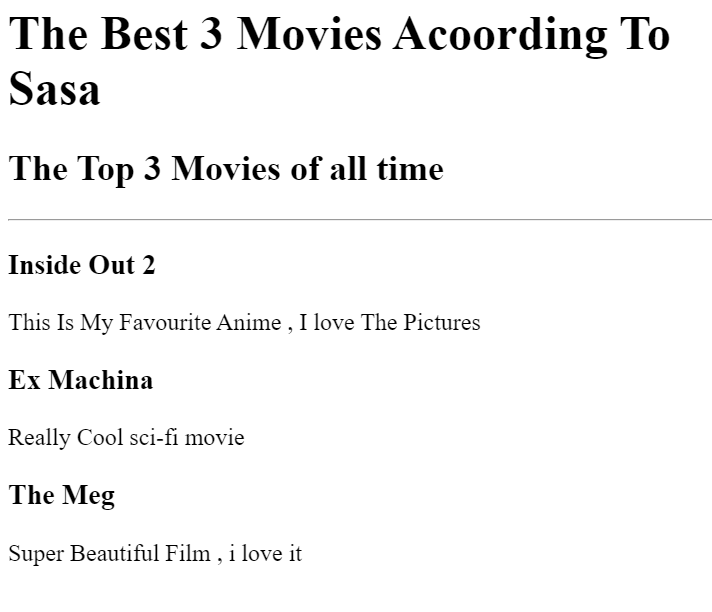 The Best 3 Movies Acoording To
Sasa
The Top 3 Movies of all time
Inside Out 2
This Is My Favourite Anime , I love The Pictures
Ex Machina
Really Cool sci-fi movie
The Meg
Super Beautiful Film , i love it